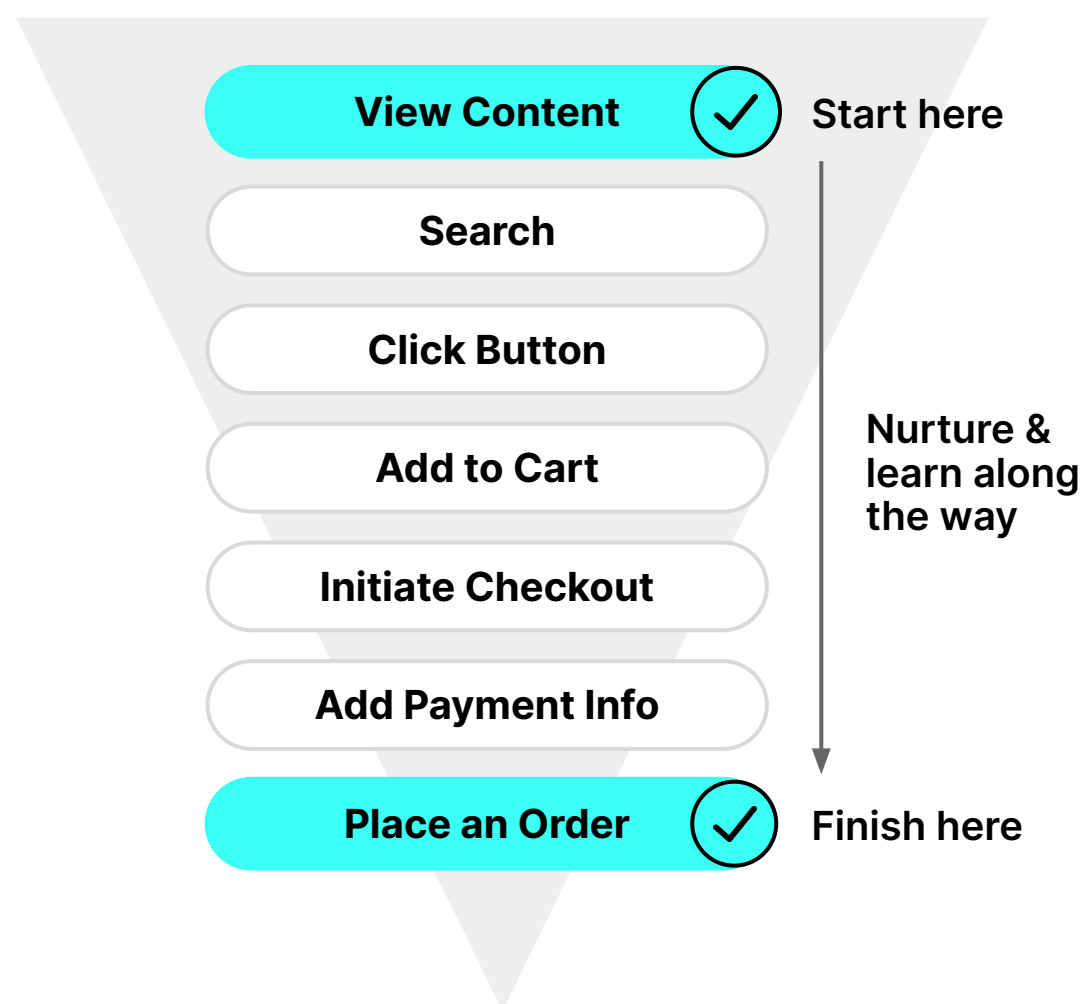 View Content
Start here
Search
Click Button
Nurture &
learn along
the way
Add to Cart
Initiate Checkout
Add Payment Info
Place an Order
Finish here